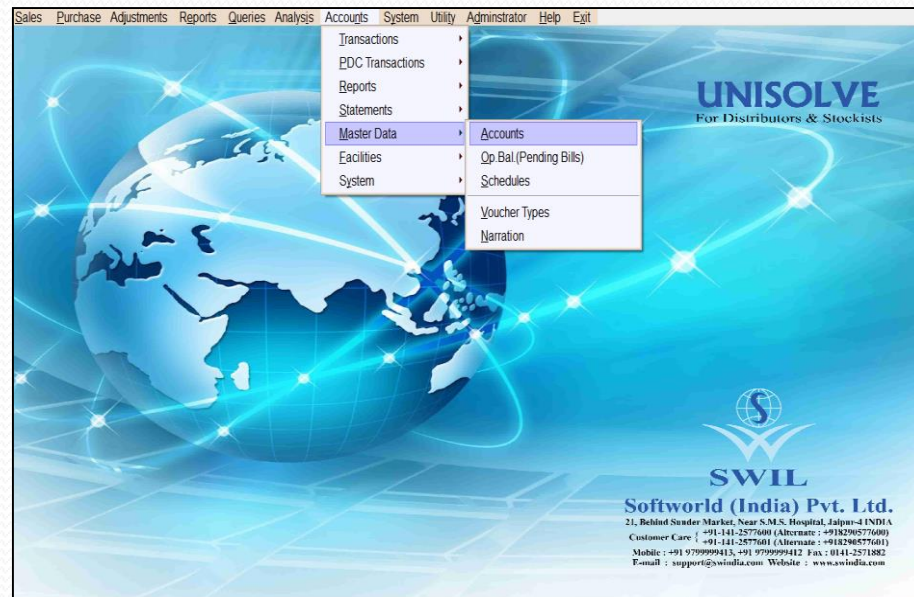 Sales Purchase Adjustments Reports Queries Analysis Accounts System Utility Adminstrator Help Exit
Transactions
PDC Transactions
Reports
Statements
Master Data
Facilities
System
Accounts
Op.Bal.(Pending Bills)
Schedules
Voucher Types
Narration
UNISOLVE
For Distributors & Stockists
S
SWIL
Softworld (India) Pvt. Ltd.
21, Behind Sunder Market, Near S.M.S. Hospital, Jaipur-4 INDIA
Customer Care { +91-141-2577600 (Alternate : +918290577600)
+91-141-2577601 (Alternate : +918290577601)
Mobile : +91 9799999413, +91 9799999412 Fax : 0141-2571882
E-mail : support@swindia.com Website : www.swindia.com